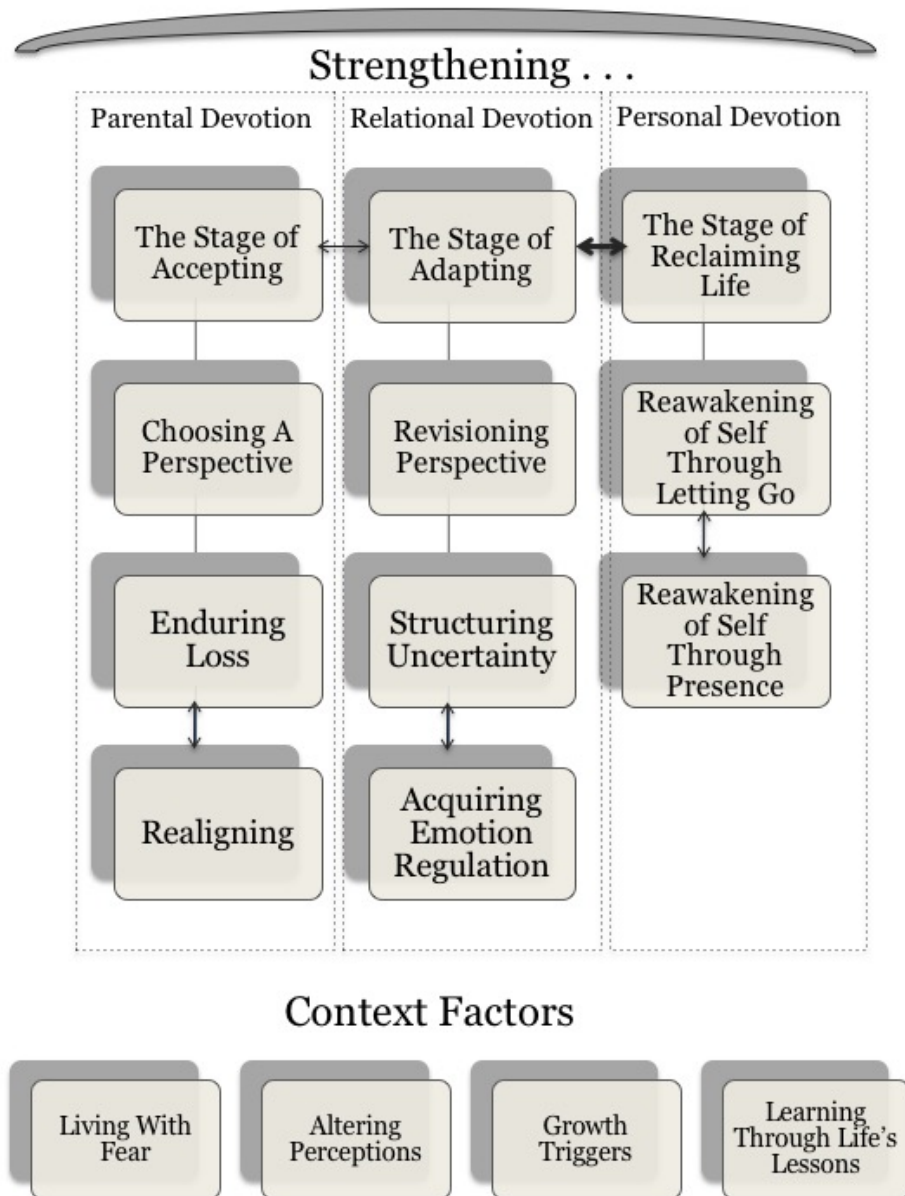 Strengthening . . .
Parental Devotion
Relational Devotion
Personal Devotion
The Stage of
Accepting
The Stage of
Adapting
The Stage of
Reclaiming
Life
Choosing A
Perspective
Revisioning
Perspective
Reawakening
of Self
Through
Letting Go
Enduring
Loss
Structuring
Uncertainty
Reawakening
of Self
Through
Presence
Realigning
Acquiring
Emotion
Regulation
Context Factors
Living With
Fear
Altering
Perceptions
Growth
Triggers
Learning
Through Life's
Lessons